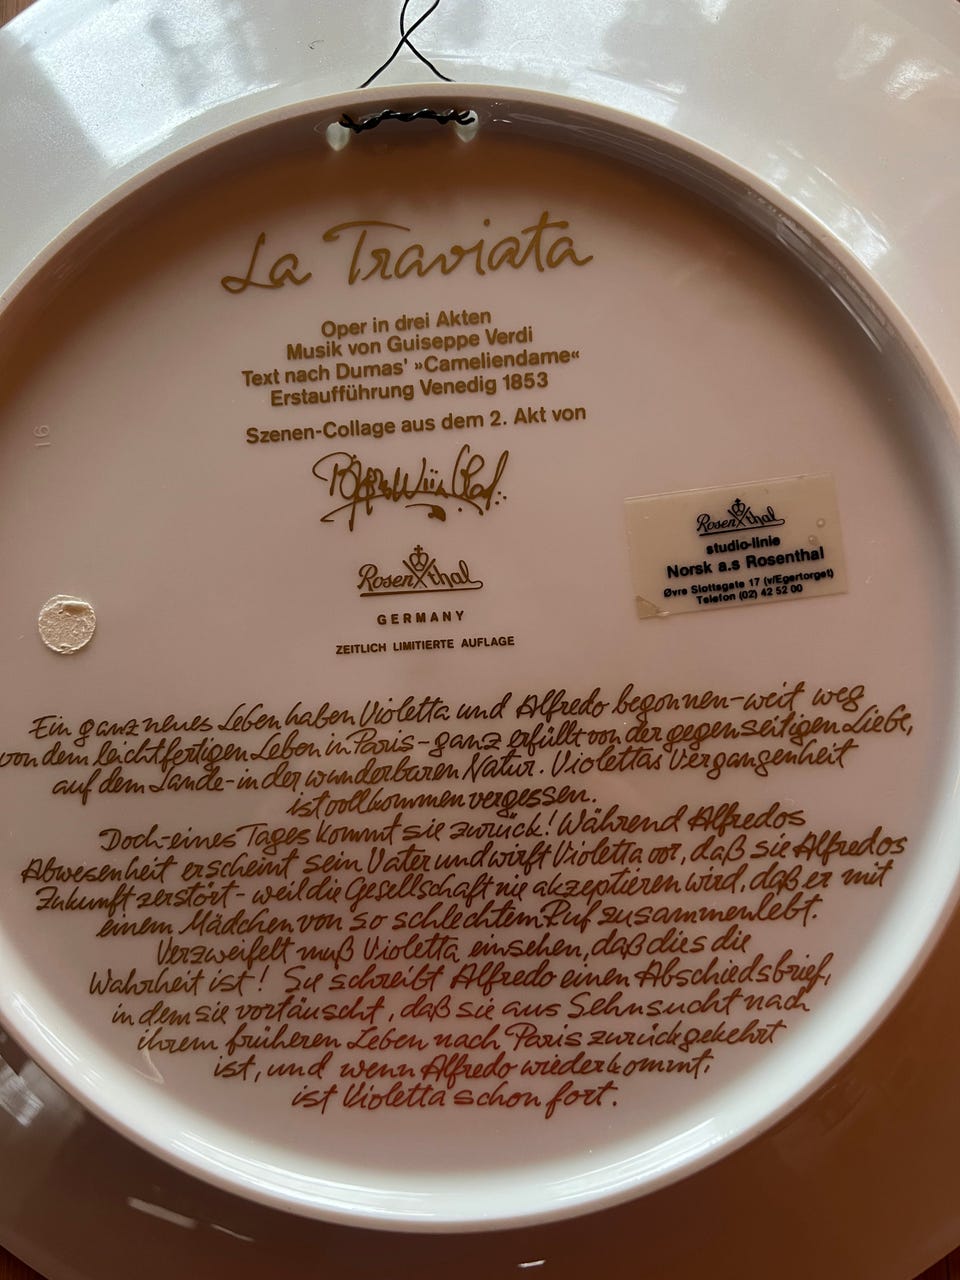 La Traviata
Oper in drei Akten
Musik von Guiseppe Verdi
Text nach Dumas' »Cameliendame«
Erstaufführung Venedig 1853
Szenen-Collage aus dem 2. Akt von
Björn Wiinblad
16
Rosenthal
GERMANY
ZEITLICH LIMITIERTE AUFLAGE
Rosenthal
studio-linie
Norsk a.s Rosenthal
Øvre Slottsgate 17 (v/Egertorget)
Telefon (02) 42 52 00
Ein ganz neues Leben haben Violetta und Alfredo begonnen-weit weg
von dem leichtfertigen Leben in Paris-ganz erfüllt von der gegenseitigen Liebe,
auf dem Lande-in der wunderbaren Natur. Violettas Vergangenheit
ist vollkommen vergessen.
Doch-eines Tages kommt sie zurück! Während Alfredos
Abwesenheit erscheint sein Vater und wirft Violetta vor, daß sie Alfredos
Zukunft zerstört-weil die Gesellschaft nie akzeptieren wird, daß er mit
einem Mädchen von so schlechtem Ruf zusammenlebt.
Verzweifelt muß Violetta einsehen, daß dies die
Wahrheit ist! Sie schreibt Alfredo einen Abschiedsbrief,
in dem sie vortäuscht, daß sie aus Sehnsucht nach
ihrem früheren Leben nach Paris zurückgekehrt
ist, und wenn Alfredo wiederkommt,
ist Violetta schon fort.